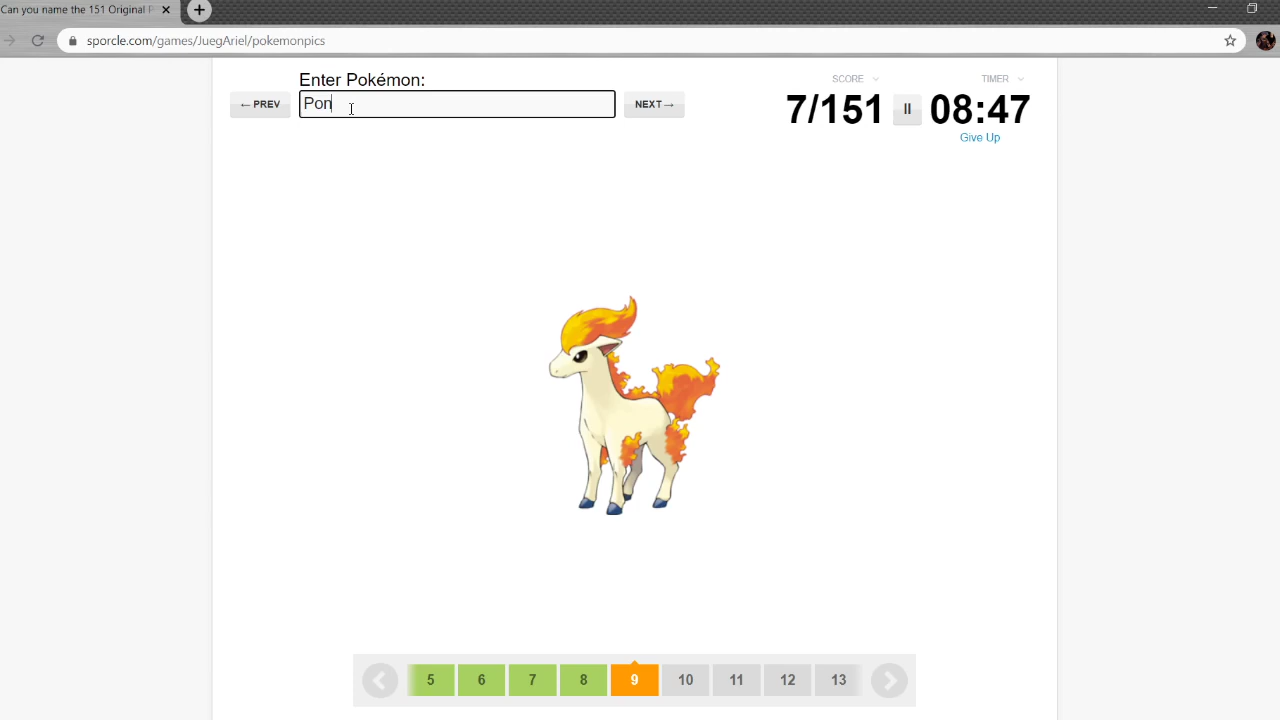 Can you name the 151 Original P
sporcle.com/games/JuegAriel/pokemonpics
Enter Pokémon:
SCORE
TIMER
←PREV
Pon
NEXT→
7/151
08:47
Give Up
5 6 7 8 9 10 11 12 13